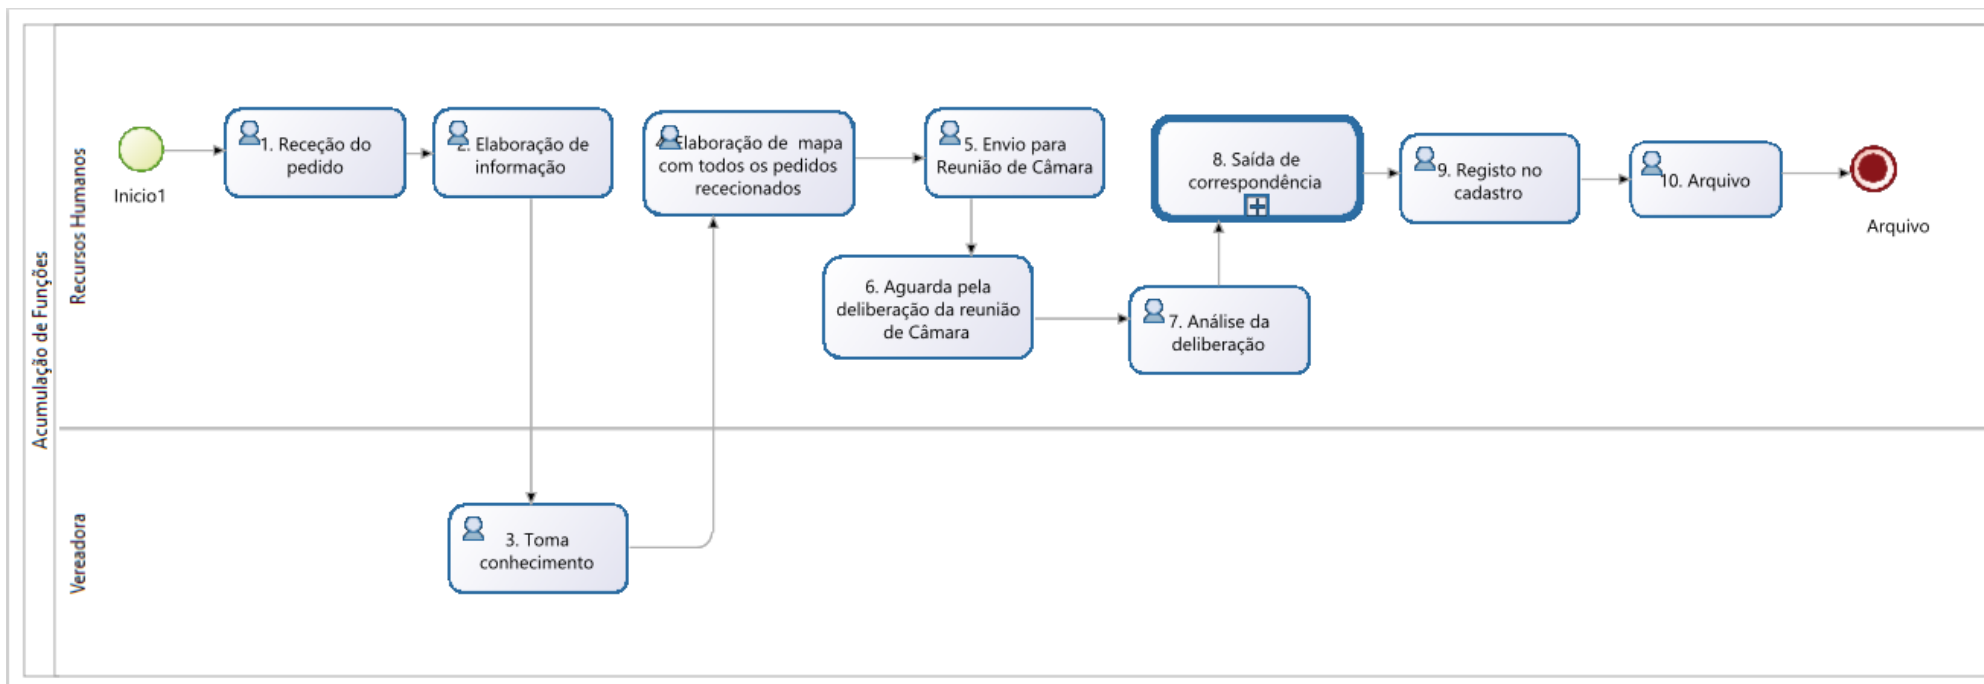 Acumulação de Funções
Recursos Humanos
Inicio1
1. Receção do
pedido
2. Elaboração de
informação
4. Elaboração de mapa
com todos os pedidos
rececionados
5. Envio para
Reunião de Câmara
6. Aguarda pela
deliberação da reunião
de Câmara
7. Análise da
deliberação
8. Saída de
correspondência
9. Registo no
cadastro
10. Arquivo
Arquivo
Vereadora
3. Toma
conhecimento